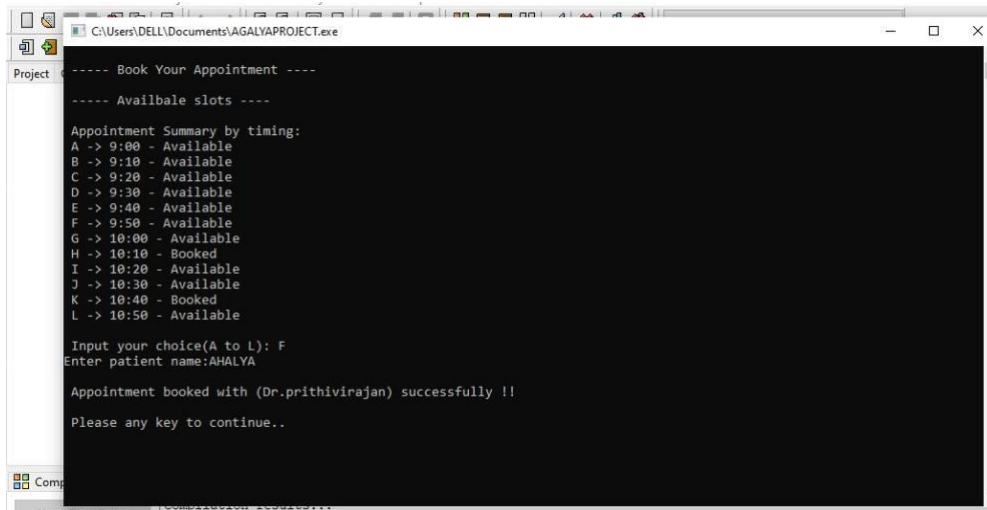 C:\Users\DELL\Documents\AGALYAPROJECT.exe
Project
----- Book Your Appointment ----
----- Availbale slots ----
Appointment Summary by timing:
A -> 9:00 - Available
B -> 9:10 - Available
C -> 9:20 - Available
D -> 9:30 - Available
E -> 9:40 - Available
F -> 9:50 - Available
G -> 10:00 - Available
H -> 10:10 - Booked
I -> 10:20 - Available
J -> 10:30 - Available
K -> 10:40 - Booked
L -> 10:50 - Available
Input your choice(A to L): F
Enter patient name:AHALYA
Appointment booked with (Dr.prithivirajan) successfully !!
Please any key to continue..
Comp
Compilation results...